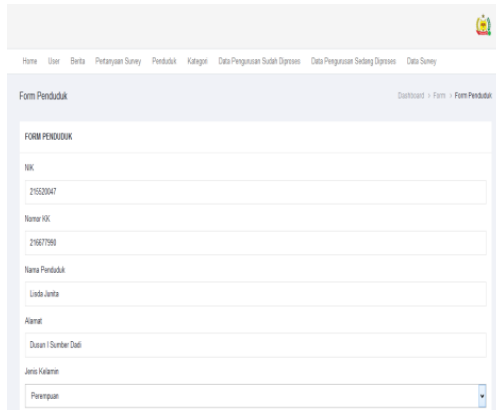 Home User Berita Pertanyaan Survey Penduduk Kategori Data Pengurusan Sudah Diproses Data Pengurusan Sedang Diproses Data Survey
Form Penduduk Dashboard > Form > Form Penduduk
FORM PENDUDUK
NIK
215520047
Nomor KK
216677990
Nama Penduduk
Lisda Junita
Alamat
Dusun I Sumber Dadi
Jenis Kelamin
Perempuan